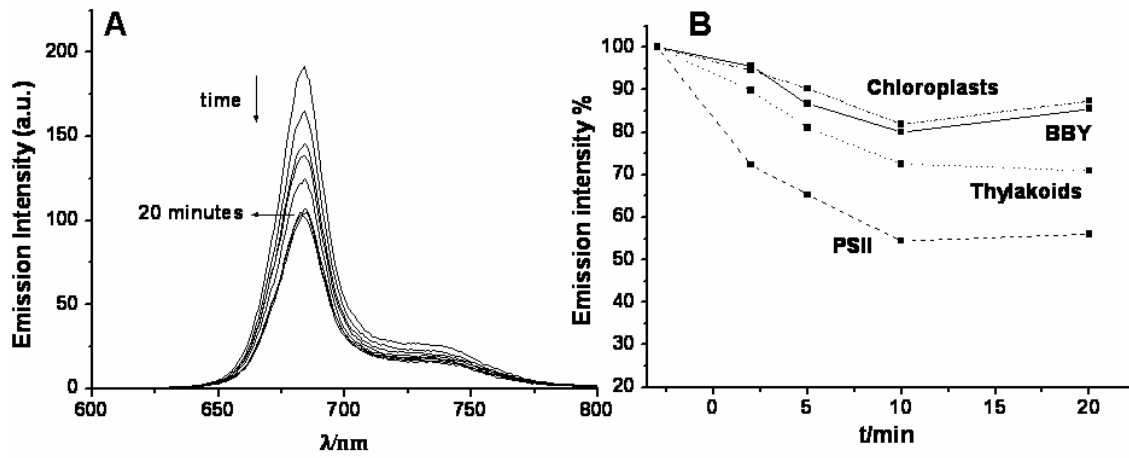 A
Emission Intensity (a.u.)
200
150
100
50
0
time
20 minutes
600
650
700
750
800
λ/nm
B
Emission intensity %
100
90
80
70
60
50
40
30
20
Chloroplasts
BBY
Thylakoids
PSII
0
5
10
15
20
t/min